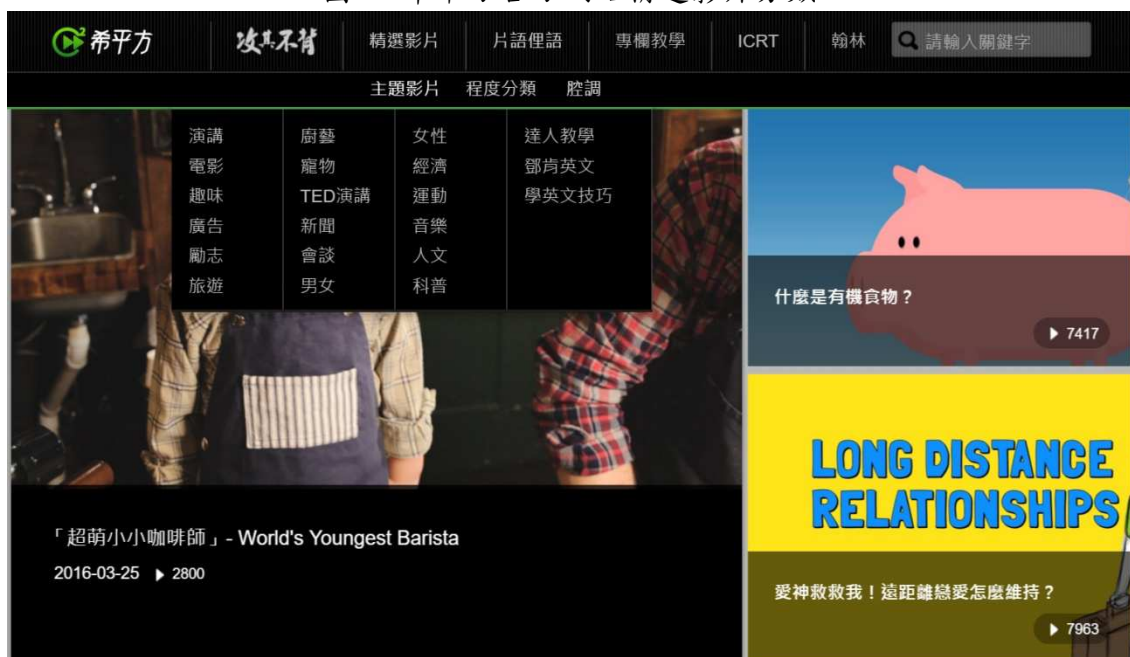 希平方 攻其不背 精選影片 片語俚語 專欄教學 ICRT 翰林 請輸入關鍵字
主題影片 程度分類 腔調
演講 廚藝 女性 達人教學
電影 寵物 經濟 鄧肯英文
趣味 TED演講 運動 學英文技巧
廣告 新聞 音樂
勵志 會談 人文
旅遊 男女 科普
什麼是有機食物？
7417
LONG DISTANCE
RELATIONSHIPS
「超萌小小咖啡師」- World's Youngest Barista
2016-03-25 2800
愛神救救我！遠距離戀愛怎麼維持？
7963